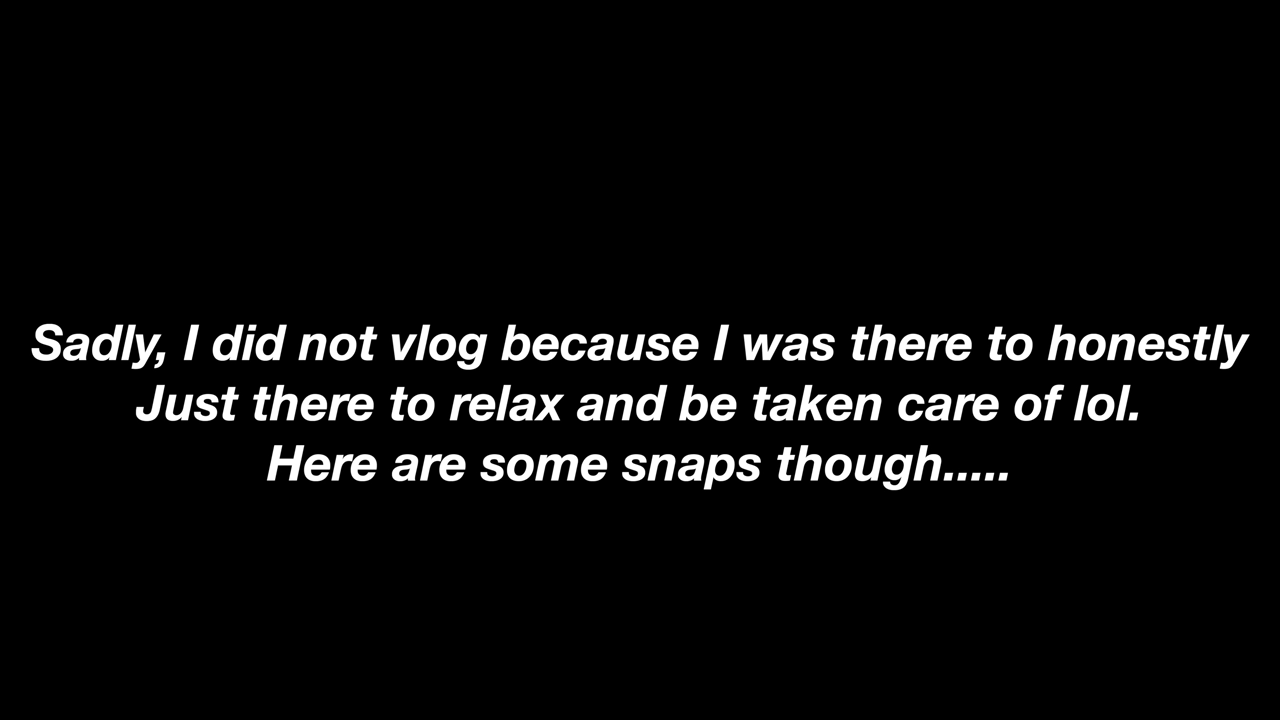 Sadly, I did not vlog because I was there to honestly
Just there to relax and be taken care of lol.
Here are some snaps though.....